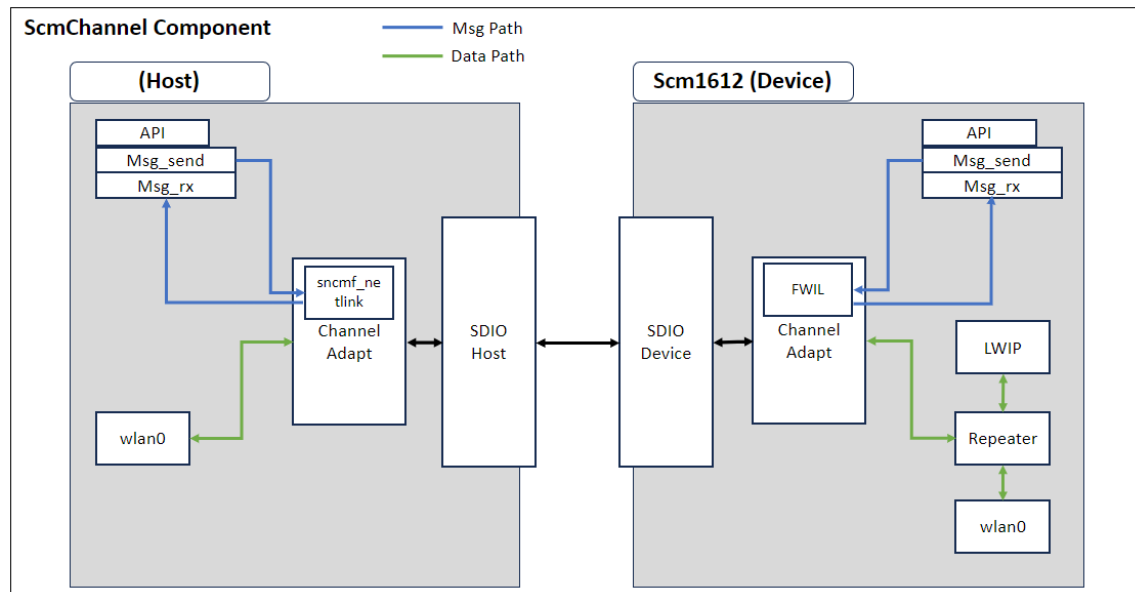 ScmChannel Component
Msg Path
Data Path
(Host)
Scm1612 (Device)
API
Msg_send
Msg_rx
sncmf_ne
tlink
Channel
Adapt
SDIO
Host
wlan0
SDIO
Device
API
Msg_send
Msg_rx
FWIL
Channel
Adapt
LWIP
Repeater
wlan0